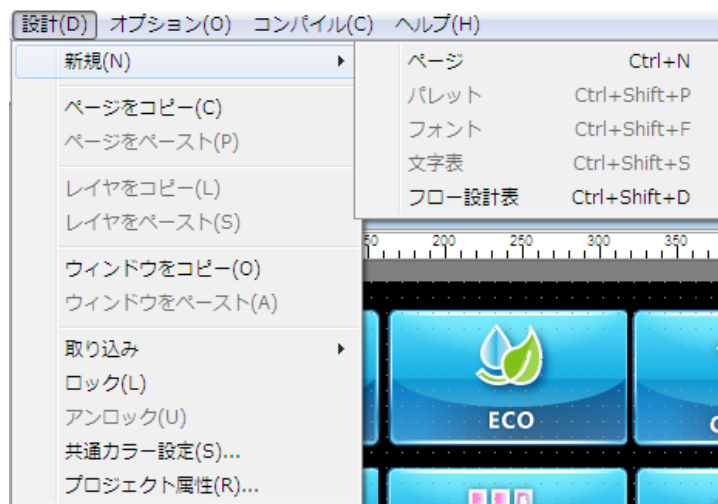 設計(D) オプション(O) コンパイル(C) ヘルプ(H)
新規(N)
ページをコピー(C)
ページをペースト(P)
レイヤをコピー(L)
レイヤをペースト(S)
ウィンドウをコピー(O)
ウィンドウをペースト(A)
取り込み
ロック(L)
アンロック(U)
共通カラー設定(S)...
プロジェクト属性(R)...
ページ Ctrl+N
パレット Ctrl+Shift+P
フォント Ctrl+Shift+F
文字表 Ctrl+Shift+S
フロー設計表 Ctrl+Shift+D
200 250 300 350
ECO